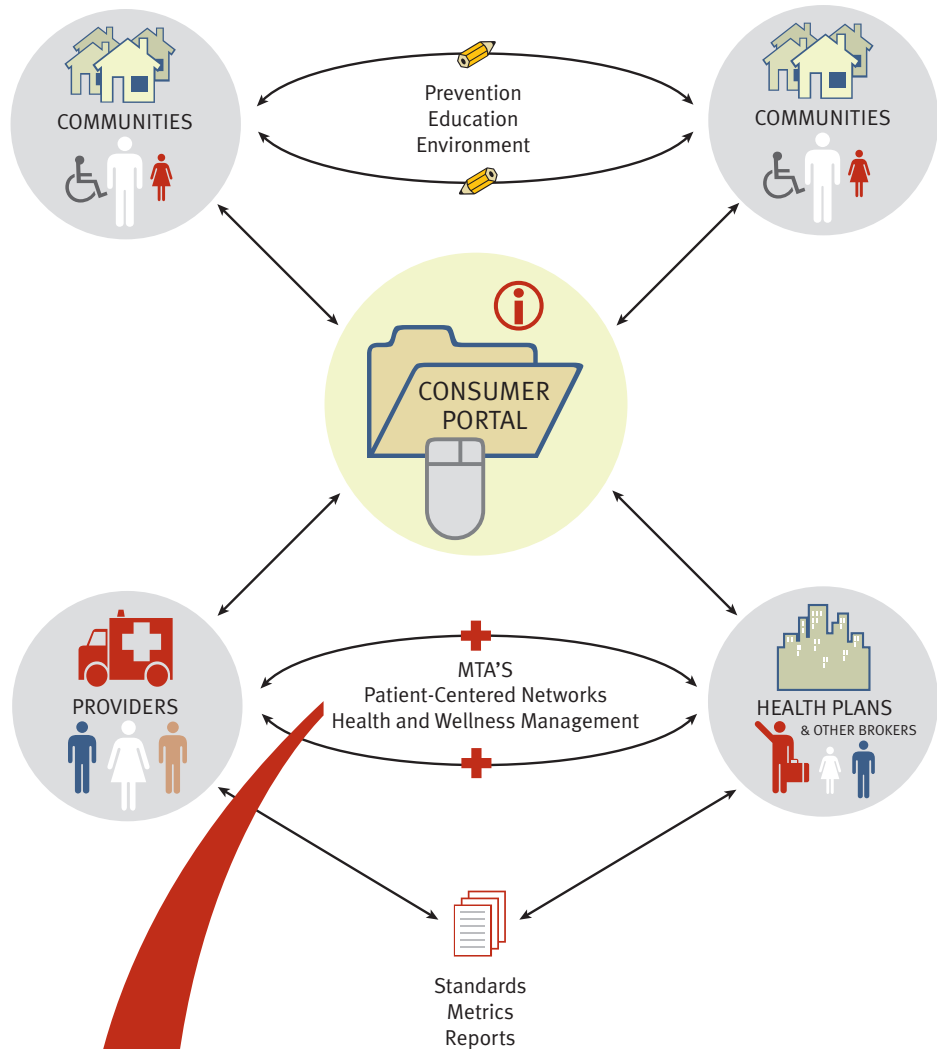 COMMUNITIES
Prevention
Education
Environment
COMMUNITIES
i
CONSUMER
PORTAL
PROVIDERS
MTA'S
Patient-Centered Networks
Health and Wellness Management
HEALTH PLANS
& OTHER BROKERS
Standards
Metrics
Reports